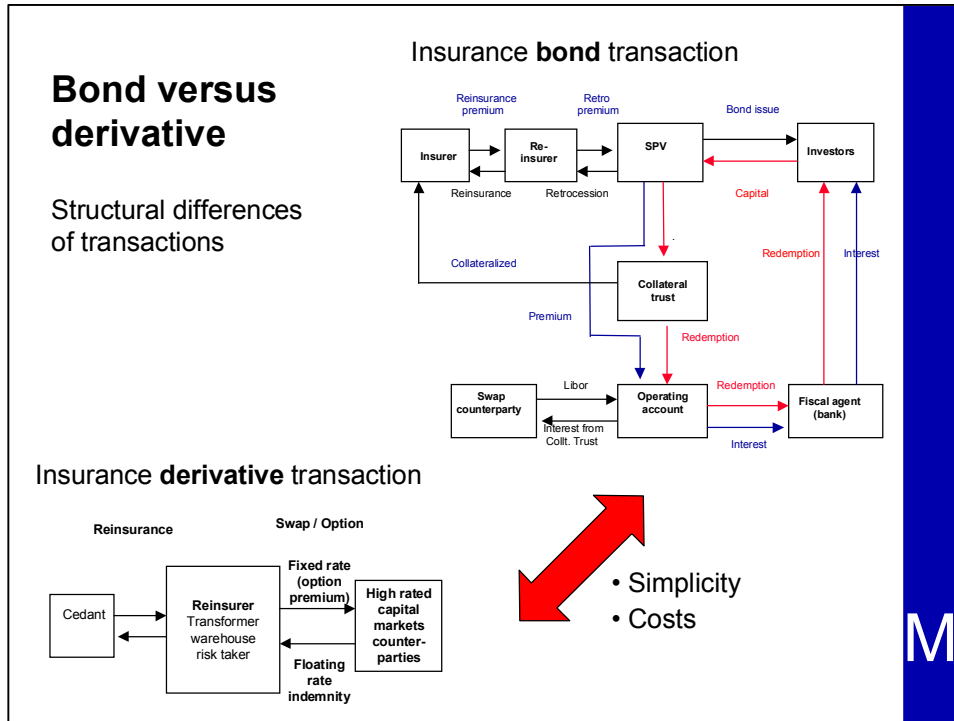 Bond versus
derivative
Structural differences
of transactions
Insurance bond transaction
Reinsurance
premium
Retro
premium
Bond issue
Insurer
Re-
insurer
SPV
Investors
Reinsurance
Retrocession
Capital
Collateralized
Redemption
Interest
Collateral
trust
Premium
Redemption
Swap
counterparty
Libor
Interest from
Collt. Trust
Operating
account
Redemption
Interest
Fiscal agent
(bank)
Insurance derivative transaction
Reinsurance
Swap / Option
Cedant
Reinsurer
Transformer
warehouse
risk taker
Fixed rate
(option
premium)
Floating
rate
indemnity
High rated
capital
markets
counter-
parties
• Simplicity
• Costs
M